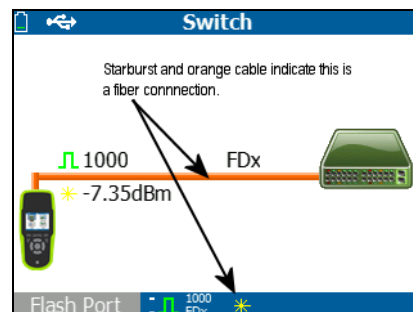 Switch
Starburst and orange cable indicate this is
a fiber connnection.
1000 FDx
-7.35dBm
Flash Port
1000
FDx